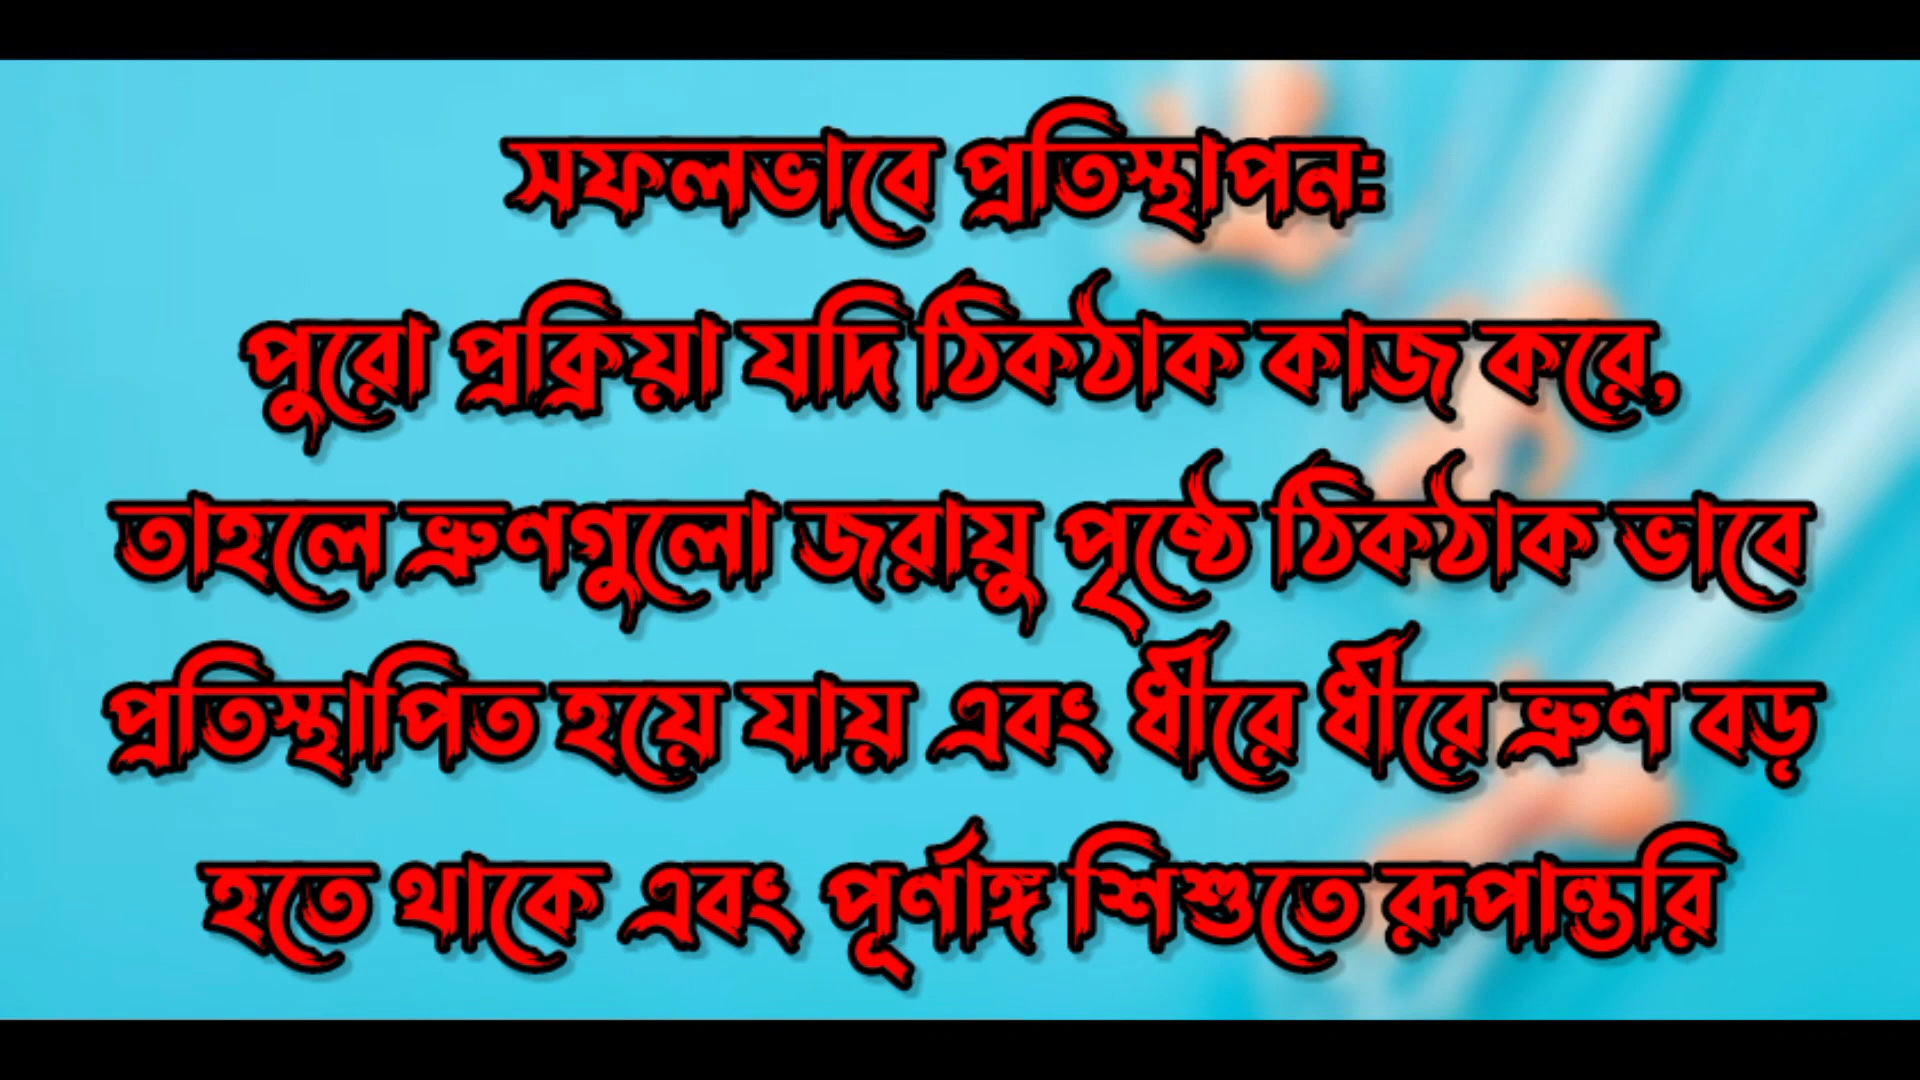 সফলভাবে প্রতিস্থাপন:
পুরো প্রক্রিয়া যদি ঠিকঠাক কাজ করে,
তাহলে ভ্রুণগুলো জরায়ু পৃষ্ঠে ঠিকঠাক ভাবে
প্রতিস্থাপিত হয়ে যায় এবং ধীরে ধীরে ভ্রুণ বড়
হতে থাকে এবং পূর্ণাঙ্গ শিশুতে রূপান্তরি